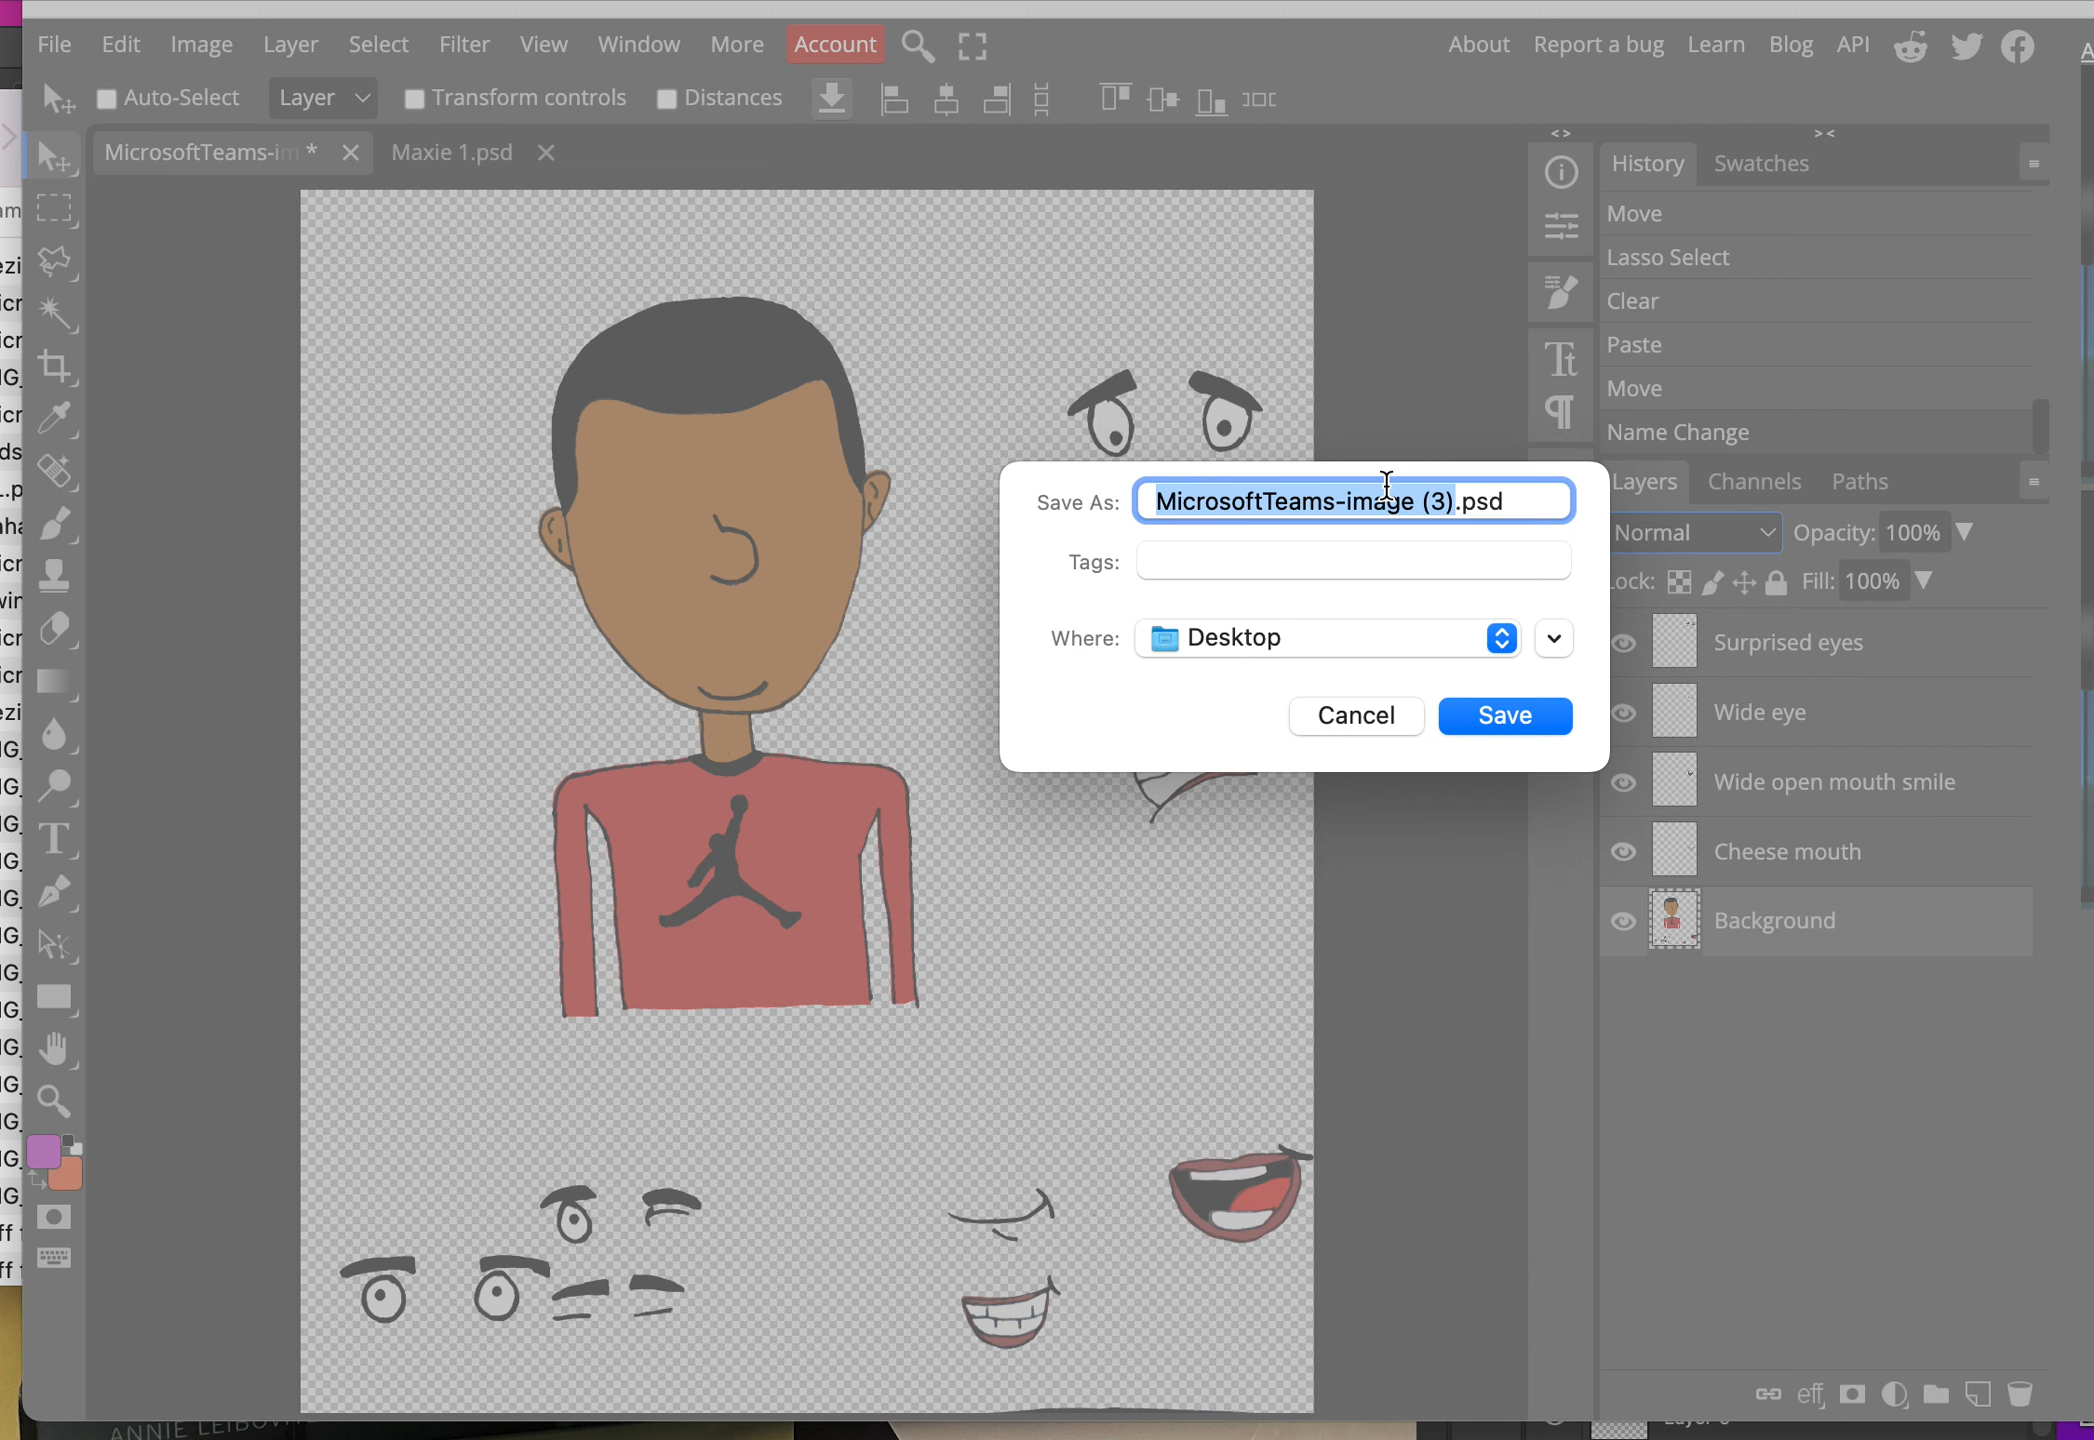 File Edit Image Layer Select Filter View Window More Account About Report a bug Learn Blog API
Auto-Select Layer Transform controls Distances
MicrosoftTeams-im * Maxie 1.psd
History Swatches
Move
Lasso Select
Clear
Paste
Move
Name Change
Save As: MicrosoftTeams-image (3).psd
Tags:
Where: Desktop
Cancel Save
Layers Channels Paths
Normal Opacity: 100%
Lock: Fill: 100%
Surprised eyes
Wide eye
Wide open mouth smile
Cheese mouth
Background
eff